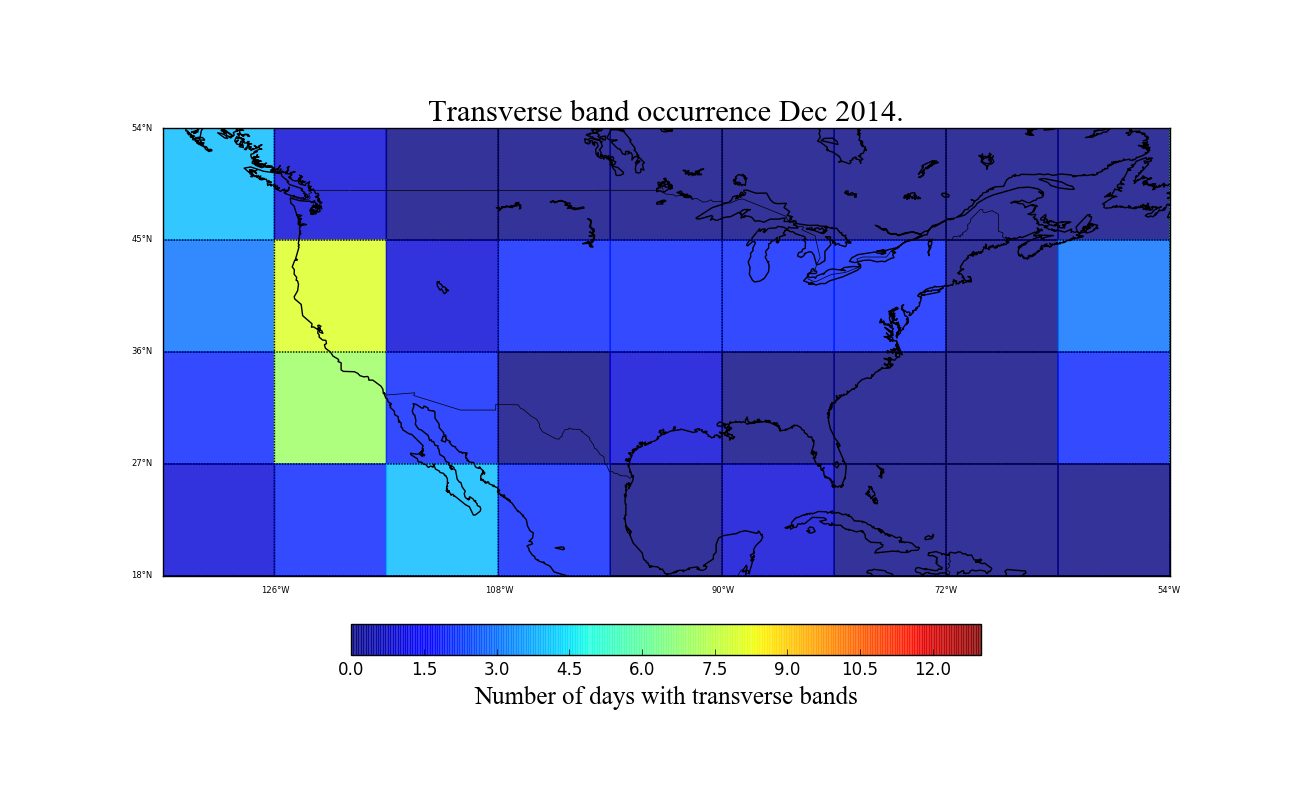 Transverse band occurrence Dec 2014.
54°N
45°N
36°N
27°N
18°N
126°W 108°W 90°W 72°W 54°W
0.0 1.5 3.0 4.5 6.0 7.5 9.0 10.5 12.0
Number of days with transverse bands